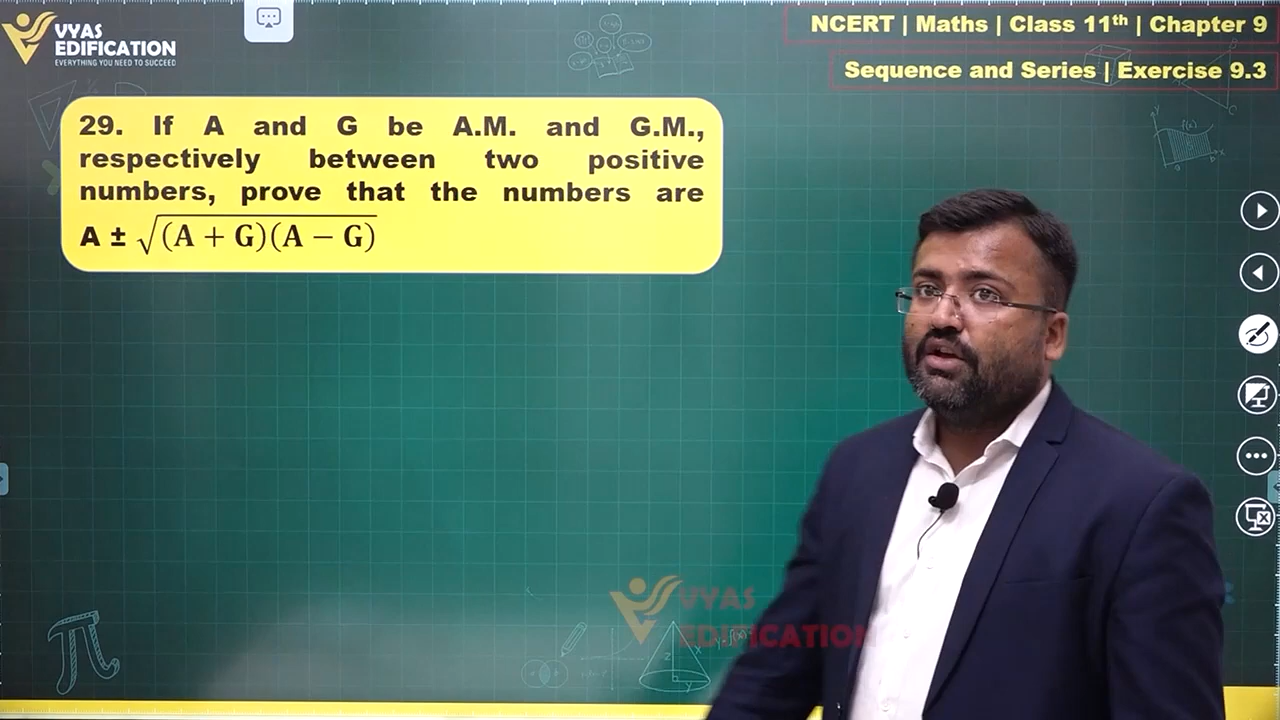 VYAS
EDIFICATION
EVERYTHING YOU NEED TO SUCCEED
NCERT | Maths | Class 11th | Chapter 9
Sequence and Series | Exercise 9.3
29. If A and G be A.M. and G.M.,
respectively between two positive
numbers, prove that the numbers are
A ± √(A + G)(A − G)
VYAS
EDIFICATION